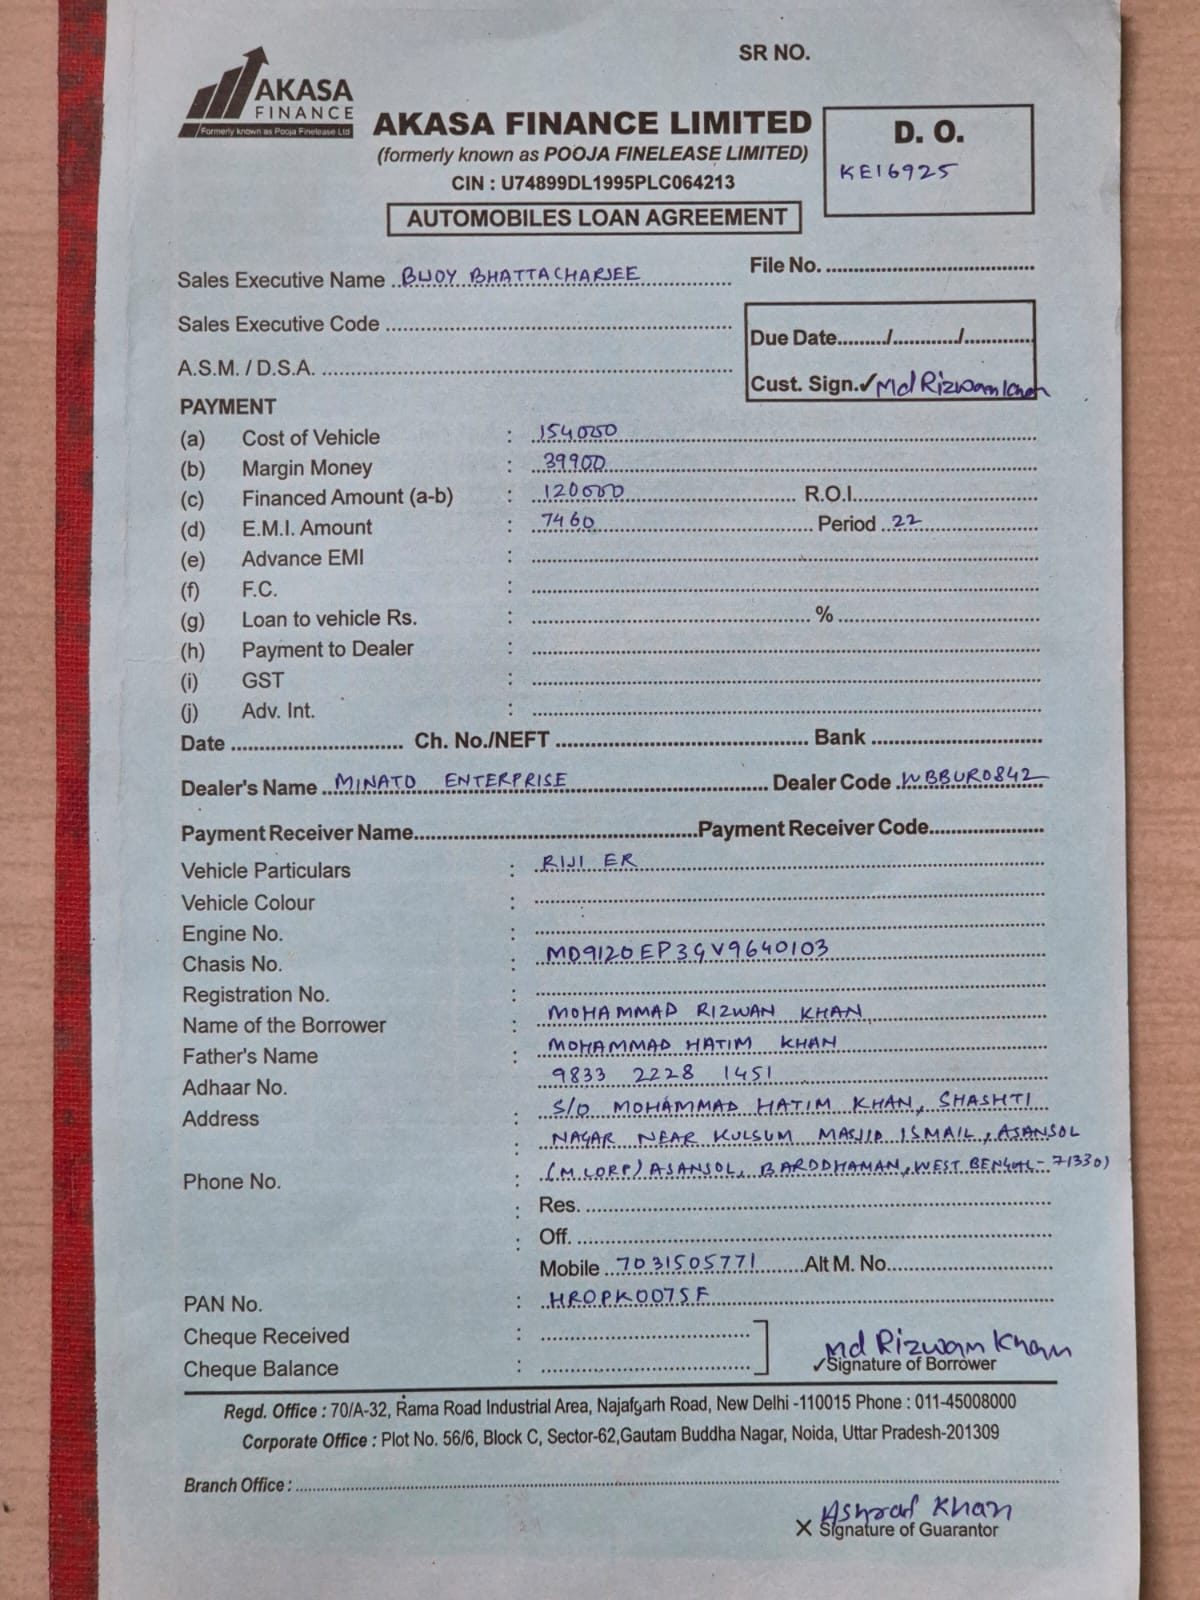 SR NO.
AKASA
FINANCE
Formerly known as Pooja Finelease Ltd
AKASA FINANCE LIMITED
(formerly known as POOJA FINELEASE LIMITED)
CIN : U74899DL1995PLC064213
AUTOMOBILES LOAN AGREEMENT
D. O.
KE16925
Sales Executive Name BIJOY BHATTACHARJEE
File No.
Sales Executive Code
Due Date......../............/............
A.S.M. / D.S.A.
Cust. Sign.✓ Md Rizwan Khan
PAYMENT
(a) Cost of Vehicle : 154000
(b) Margin Money : 39900
(c) Financed Amount (a-b) : 120000 R.O.I.
(d) E.M.I. Amount : 7460 Period 22
(e) Advance EMI :
(f) F.C. :
(g) Loan to vehicle Rs. : %
(h) Payment to Dealer :
(i) GST :
(j) Adv. Int. :
Date Ch. No./NEFT Bank
Dealer's Name MINATO ENTERPRISE Dealer Code WBBUR0842
Payment Receiver Name Payment Receiver Code
Vehicle Particulars : RIJI ER
Vehicle Colour :
Engine No. :
Chasis No. : MD9120EP3GV9640103
Registration No. :
Name of the Borrower : MOHAMMAD RIZWAN KHAN
Father's Name : MOHAMMAD HATIM KHAN
Adhaar No. 9833 2228 1451
Address : S/O MOHAMMAD HATIM KHAN, SHASHTI
: NAGAR NEAR KULSUM MASJID ISMAIL, ASANSOL
Phone No. : (M.CORP) ASANSOL, BARDDHAMAN, WEST BENGAL - 713301
: Res.
: Off.
Mobile 7031505771 Alt M. No.
PAN No. : HROPK0075F
Cheque Received :
Cheque Balance :
Md Rizwan Khan
✓Signature of Borrower
Regd. Office : 70/A-32, Rama Road Industrial Area, Najafgarh Road, New Delhi -110015 Phone : 011-45008000
Corporate Office : Plot No. 56/6, Block C, Sector-62,Gautam Buddha Nagar, Noida, Uttar Pradesh-201309
Branch Office :
Ashraf Khan
X Signature of Guarantor